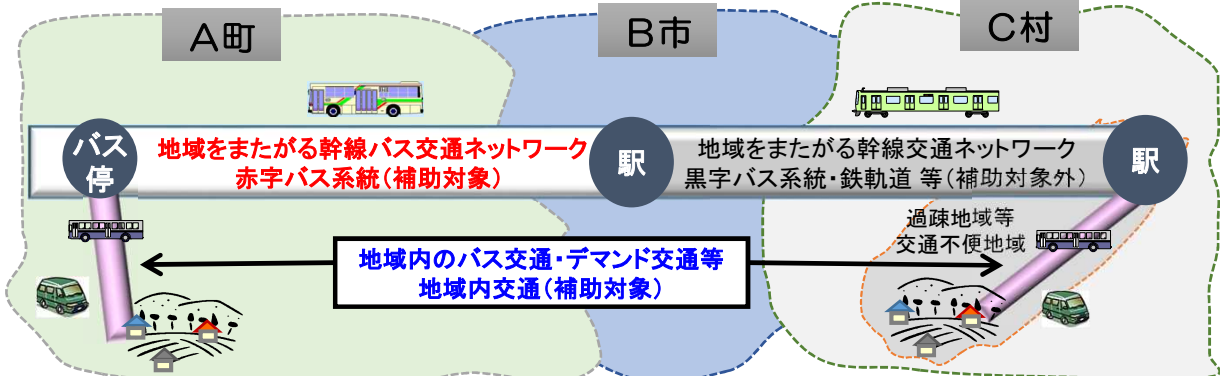 A町
B市
C村
バス
停
地域をまたがる幹線バス交通ネットワーク
赤字バス系統(補助対象)
駅
地域をまたがる幹線交通ネットワーク
黒字バス系統・鉄軌道 等(補助対象外)
駅
過疎地域等
交通不便地域
地域内のバス交通・デマンド交通等
地域内交通(補助対象)